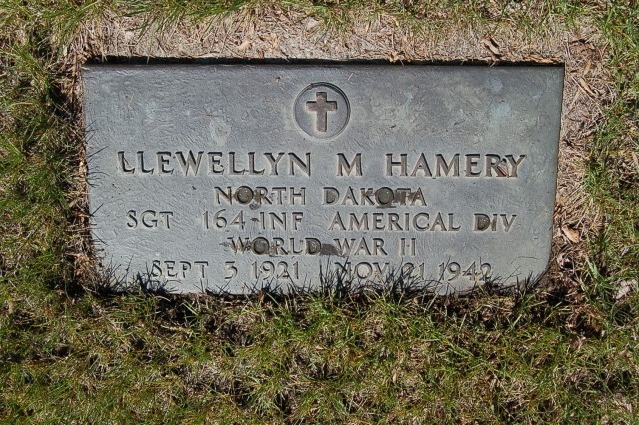 LLEWELLYN M HAMERY
NORTH DAKOTA
SGT 164 INF AMERICAL DIV
WORLD WAR II
SEPT 3 1921 NOV 21 1942